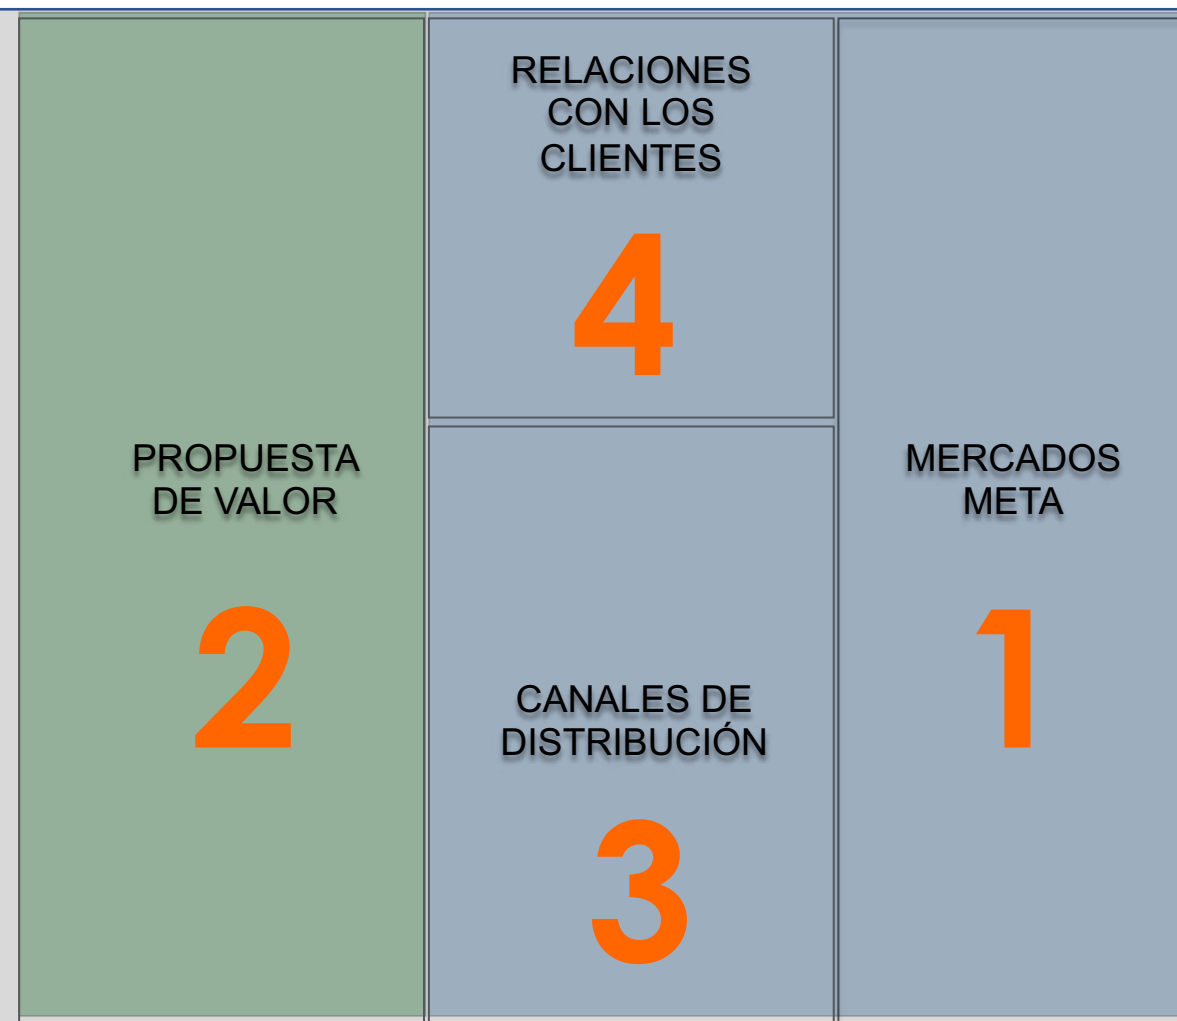 PROPUESTA
DE VALOR
2
RELACIONES
CON LOS
CLIENTES
4
CANALES DE
DISTRIBUCIÓN
3
MERCADOS
META
1